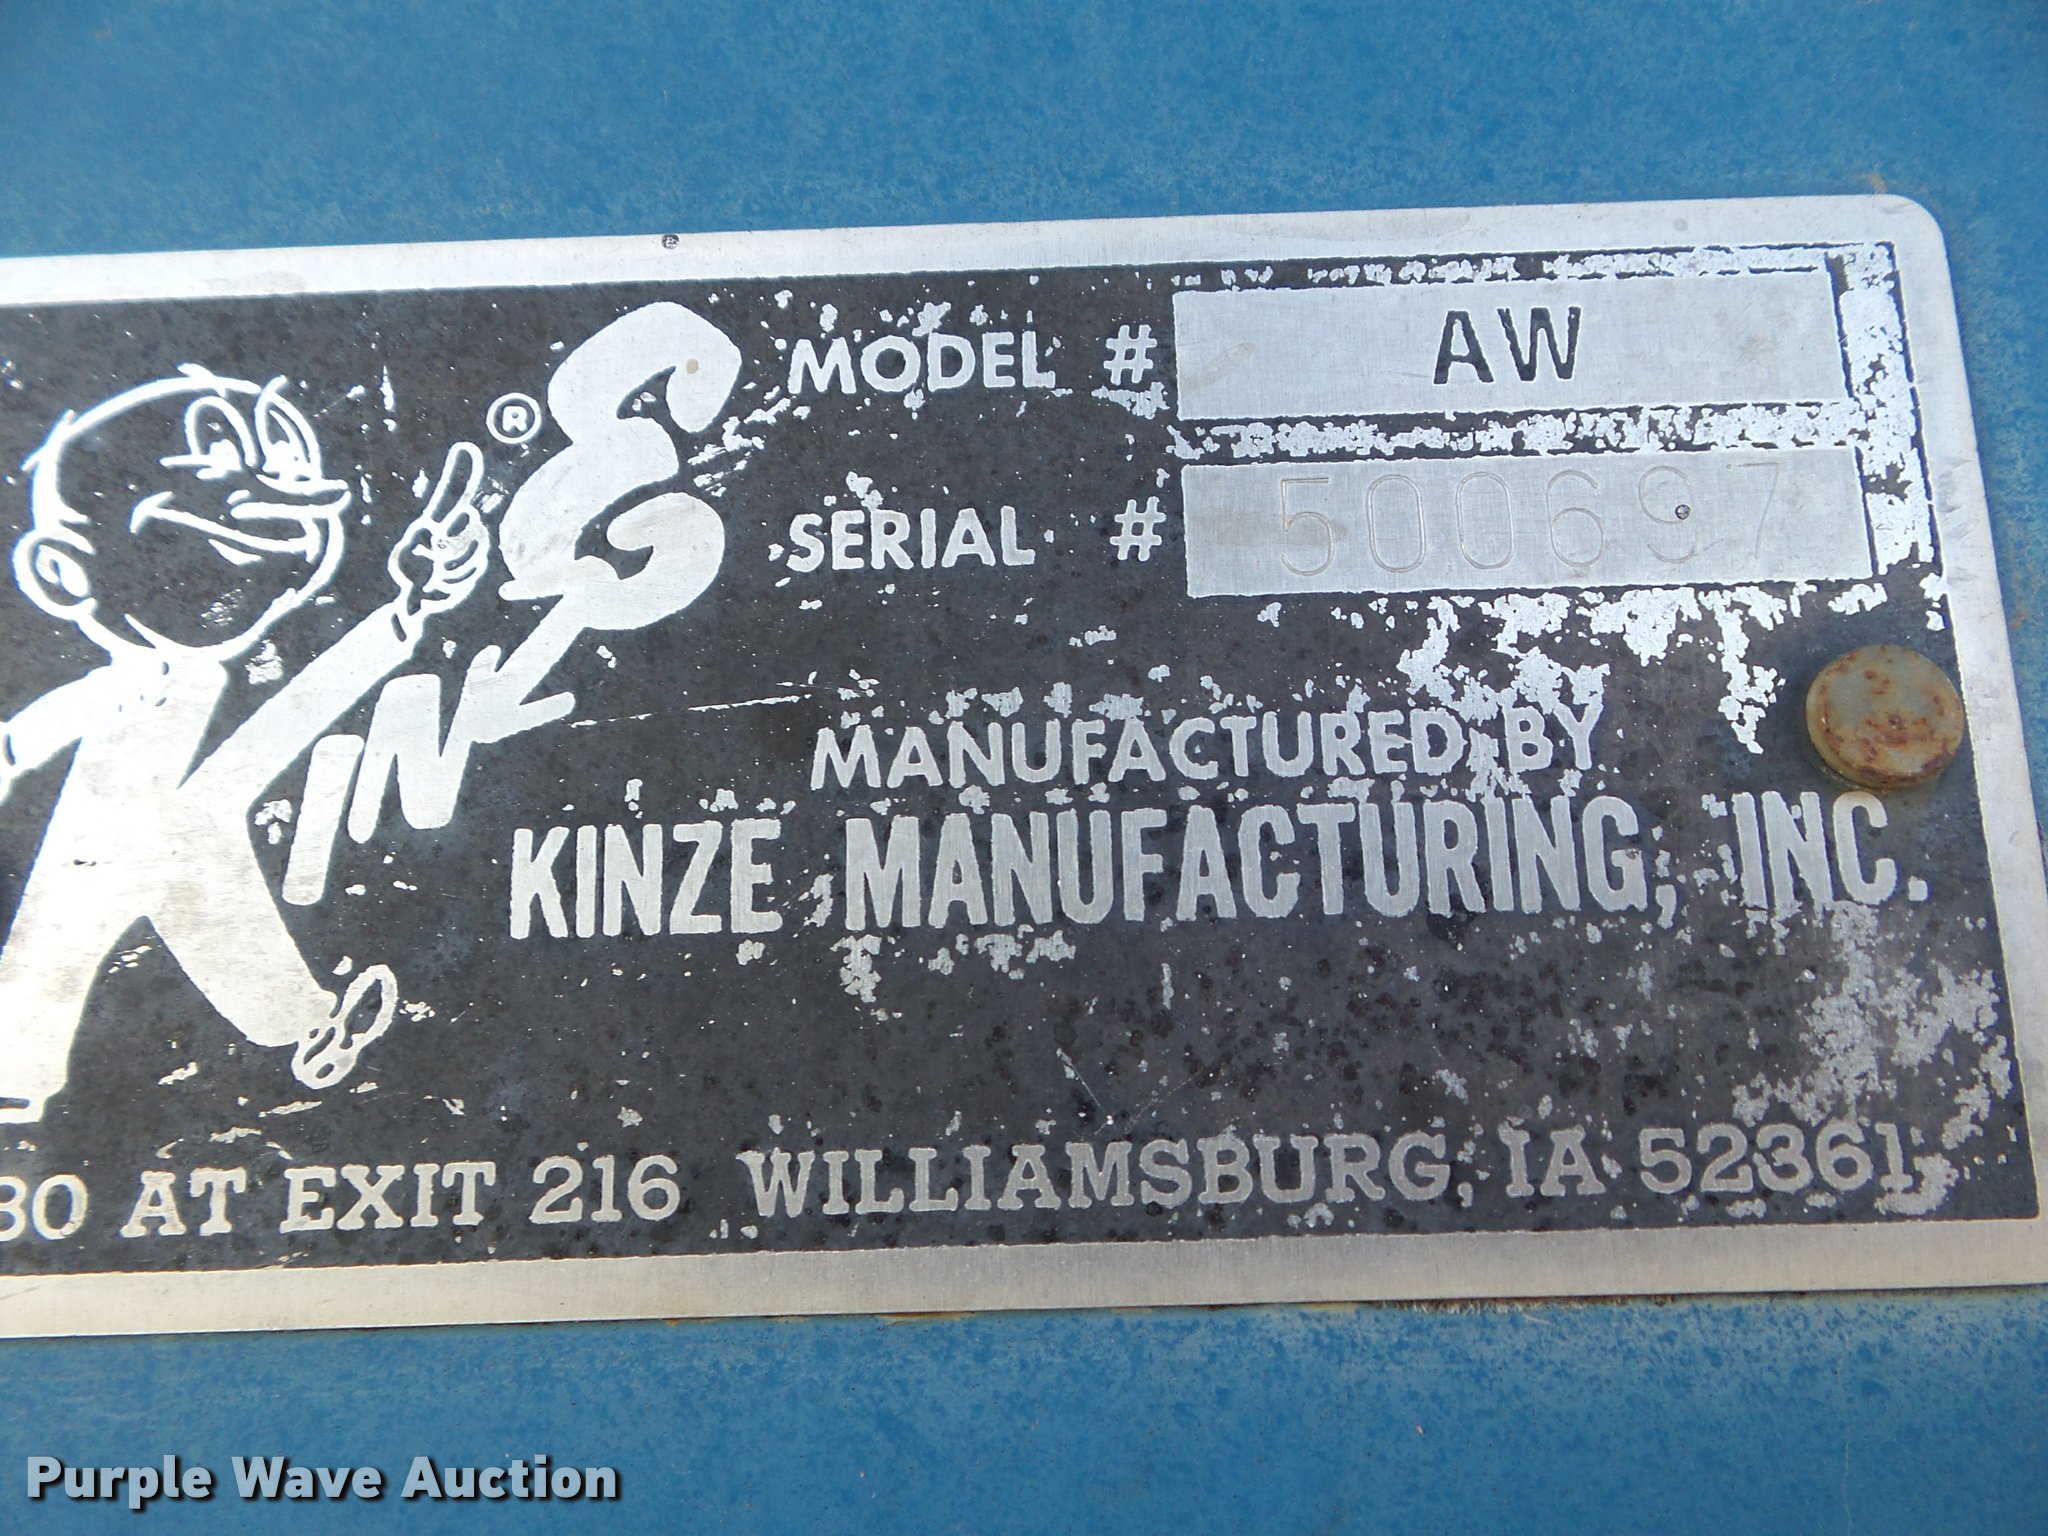 KINZE®
MODEL # AW
SERIAL # 500697
MANUFACTURED BY
KINZE MANUFACTURING, INC.
80 AT EXIT 216 WILLIAMSBURG, IA 52361
Purple Wave Auction